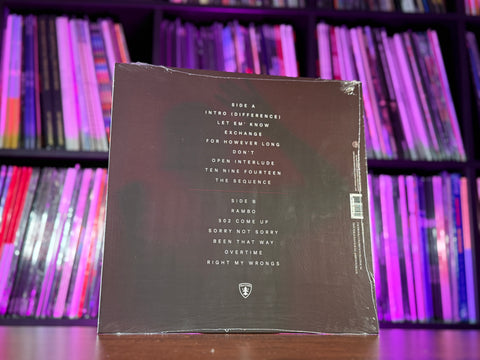 SIDE A
INTRO (DIFFERENCE)
LET EM' KNOW
EXCHANGE
FOR HOWEVER LONG
DON'T
OPEN INTERLUDE
TEN NINE FOURTEEN
THE SEQUENCE
SIDE B
RAMBO
502 COME UP
SORRY NOT SORRY
BEEN THAT WAY
OVERTIME
RIGHT MY WRONGS